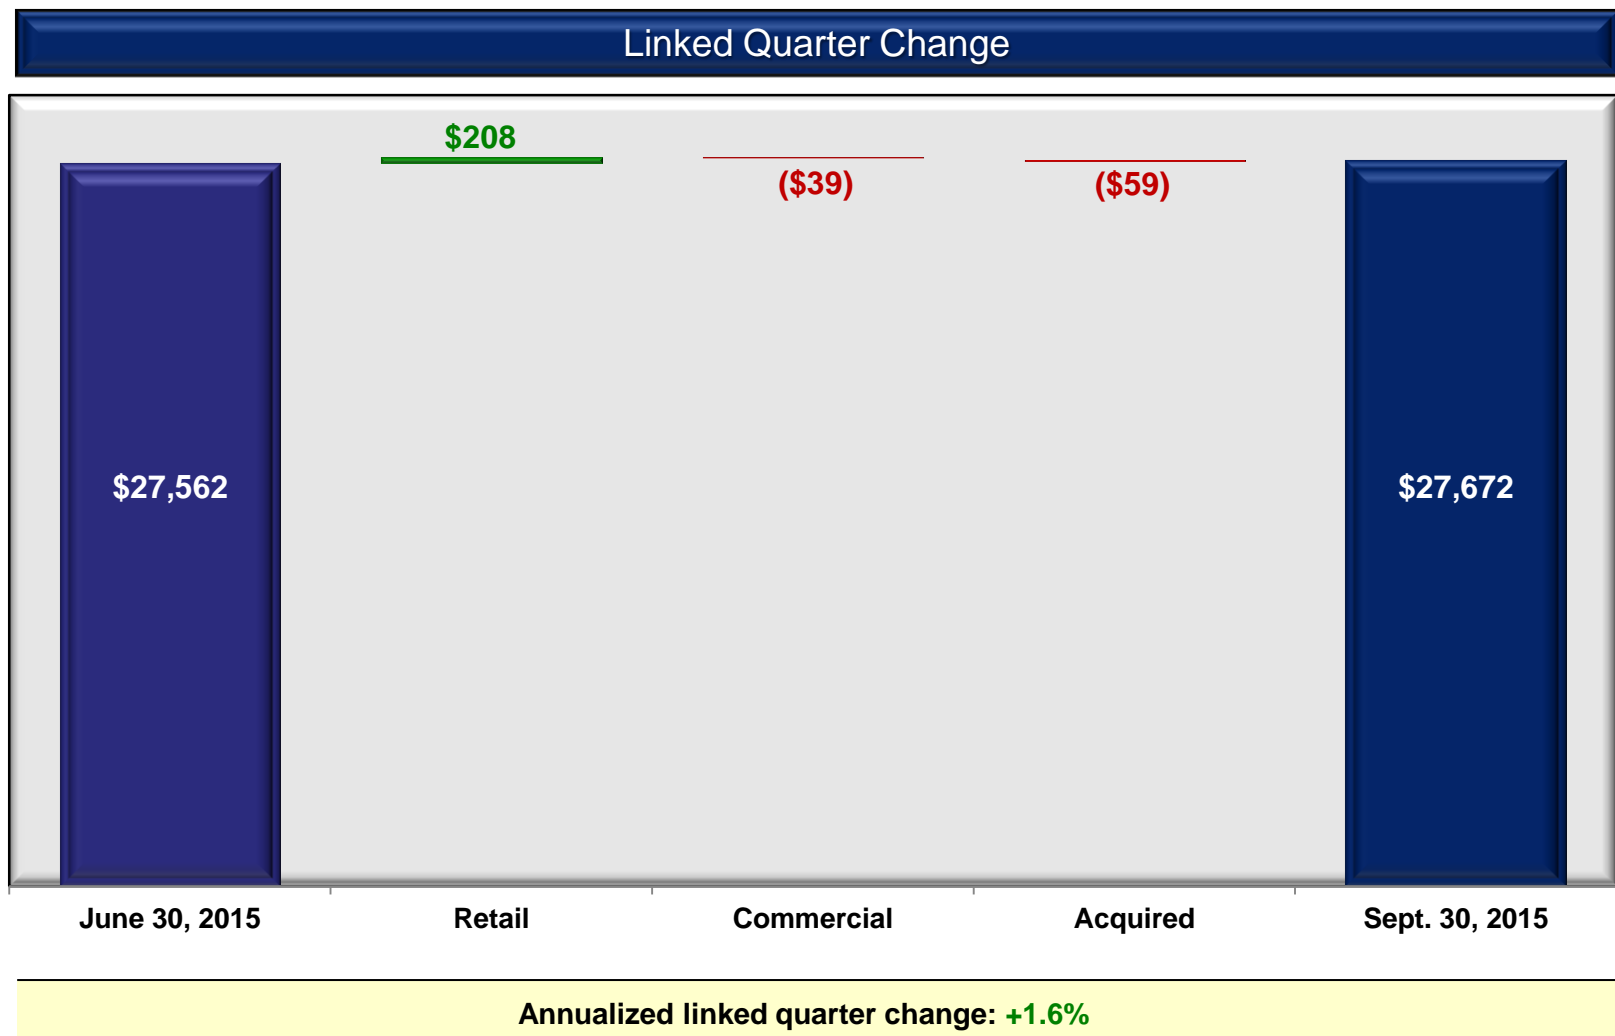 Linked Quarter Change
$208
($39)
($59)
$27,562
$27,672
June 30, 2015
Retail
Commercial
Acquired
Sept. 30, 2015
Annualized linked quarter change: +1.6%